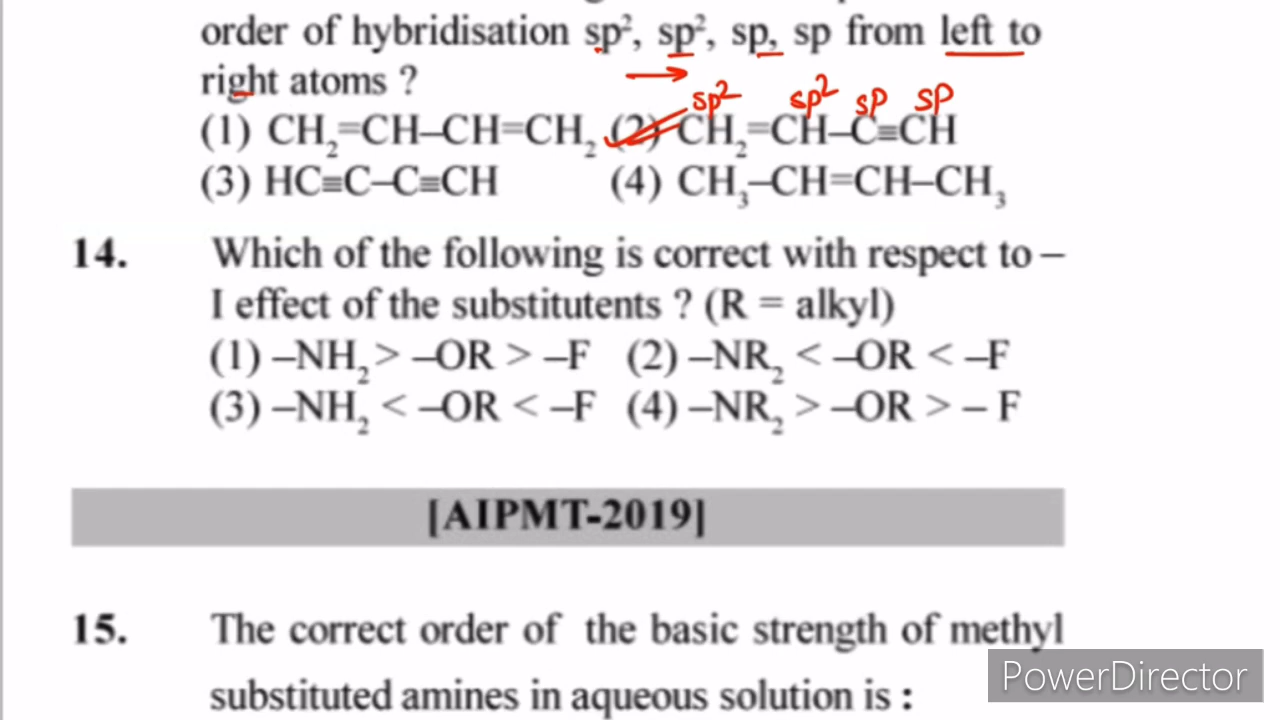 order of hybridisation sp², sp², sp, sp from left to
right atoms ?
sp2 sp2 sp sp
(1) CH₂=CH–CH=CH₂ (2) CH₂=CH–C≡CH
(3) HC≡C–C≡CH (4) CH₃–CH=CH–CH₃
14. Which of the following is correct with respect to –
I effect of the substitutents ? (R = alkyl)
(1) –NH₂ > –OR > –F (2) –NR₂ < –OR < –F
(3) –NH₂ < –OR < –F (4) –NR₂ > –OR > – F
[AIPMT-2019]
15. The correct order of the basic strength of methyl
substituted amines in aqueous solution is :
PowerDirector